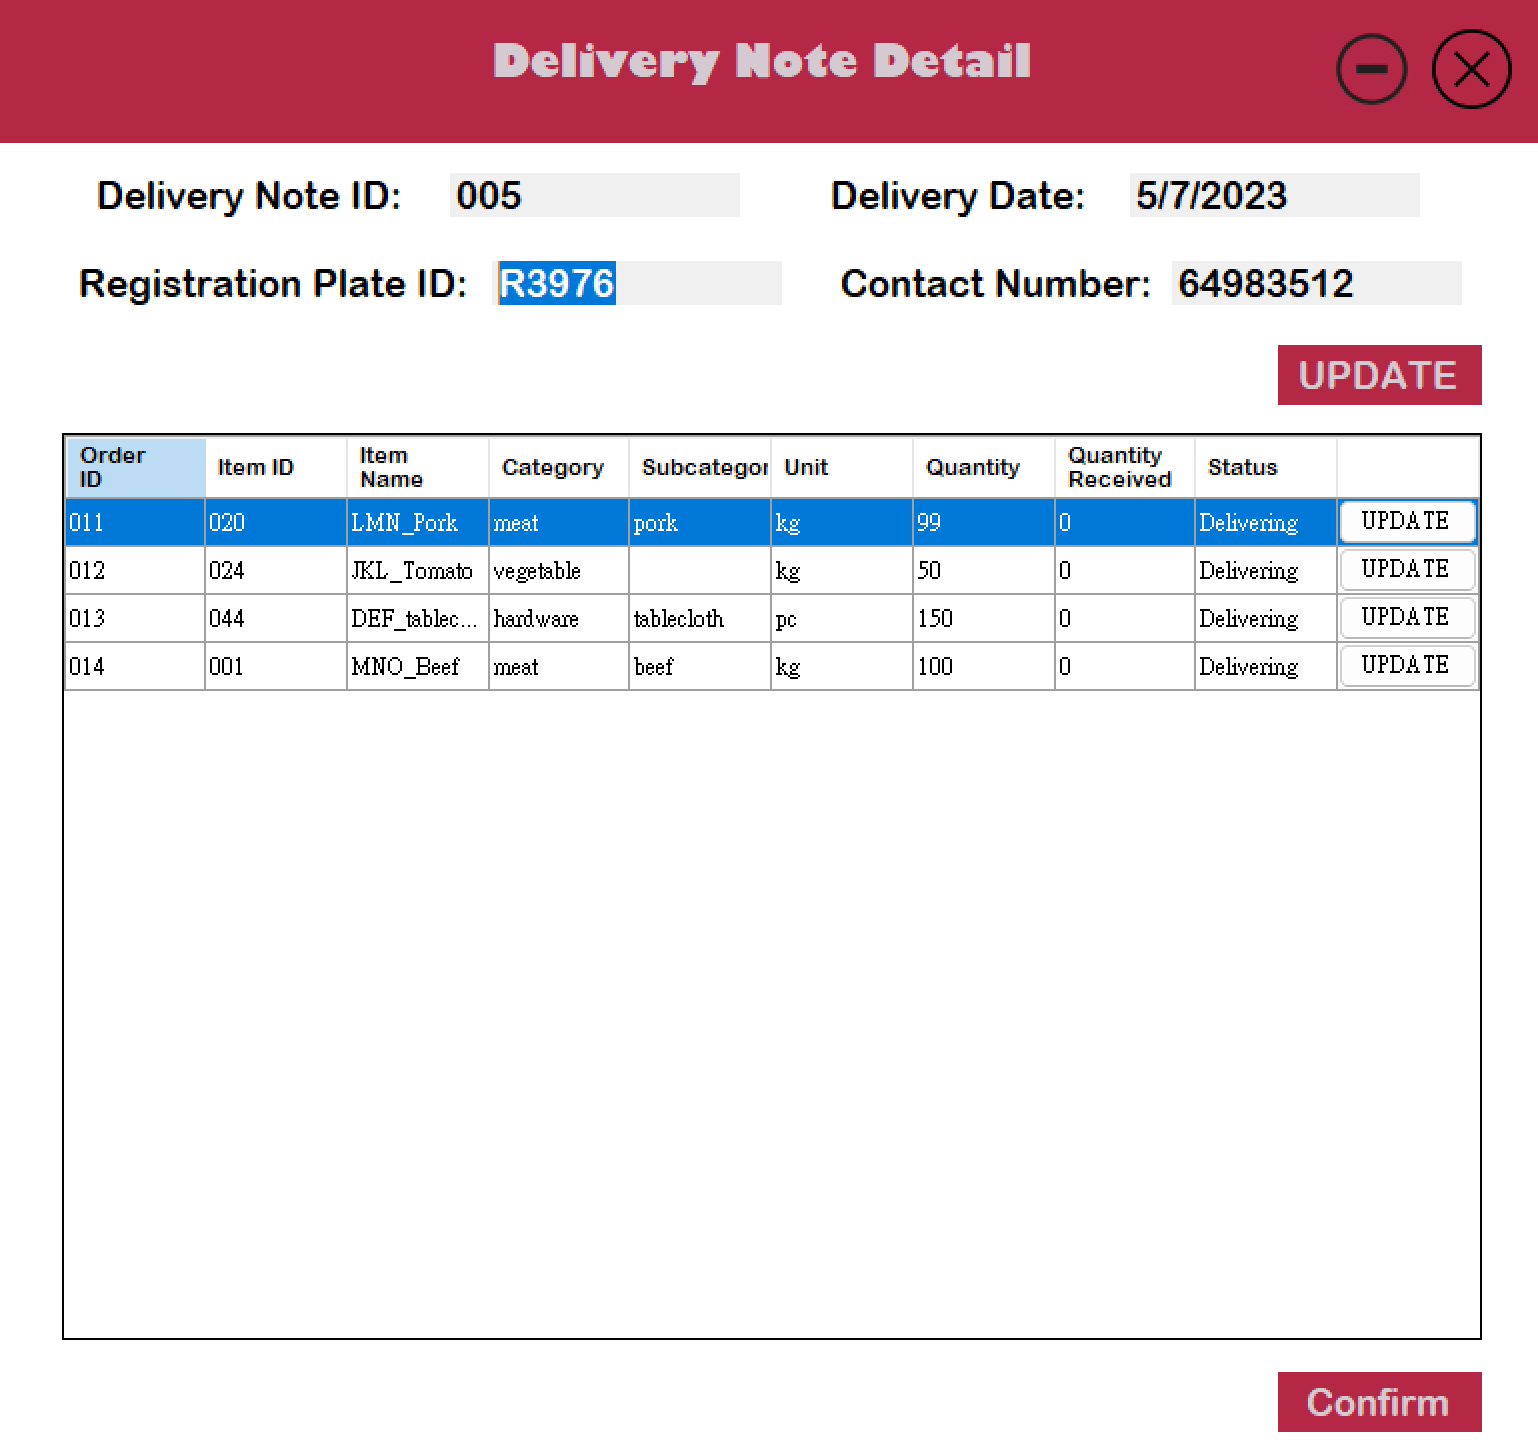 Delivery Note Detail
Delivery Note ID: 005 Delivery Date: 5/7/2023
Registration Plate ID: R3976 Contact Number: 64983512
UPDATE
Order ID Item ID Item Name Category Subcategor Unit Quantity Quantity Received Status
011 020 LMN_Pork meat pork kg 99 0 Delivering UPDATE
012 024 JKL_Tomato vegetable kg 50 0 Delivering UPDATE
013 044 DEF_tablec... hardware tablecloth pc 150 0 Delivering UPDATE
014 001 MNO_Beef meat beef kg 100 0 Delivering UPDATE
Confirm